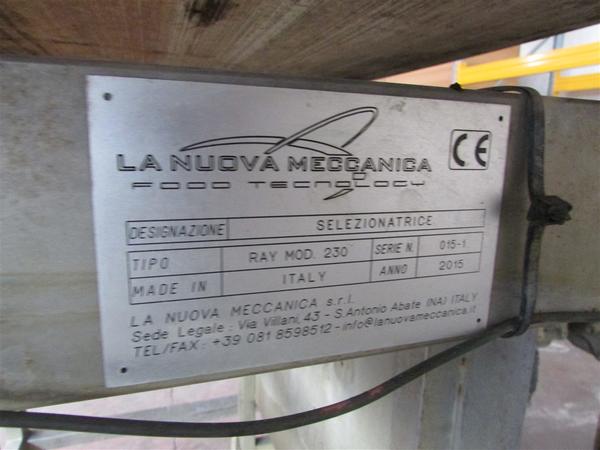 LA NUOVA MECCANICA
FOOD TECNOLOGY
CE
DESIGNAZIONE SELEZIONATRICE
TIPO RAY MOD. 230 SERIE N. 015-1
MADE IN ITALY ANNO 2015
LA NUOVA MECCANICA s.r.l.
Sede Legale : Via Villani, 43 - S. Antonio Abate (NA) ITALY
TEL/FAX : +39 081 8598512 - info@lanuovameccanica.it